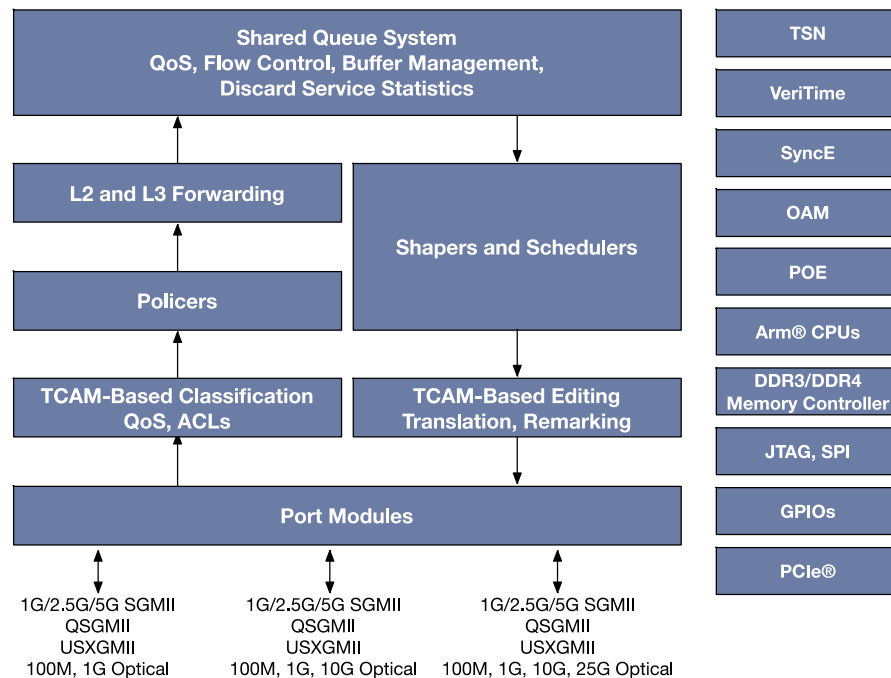 Shared Queue System
QoS, Flow Control, Buffer Management,
Discard Service Statistics
L2 and L3 Forwarding
Shapers and Schedulers
Policers
TCAM-Based Classification
QoS, ACLs
TCAM-Based Editing
Translation, Remarking
Port Modules
1G/2.5G/5G SGMII
QSGMII
USXGMII
100M, 1G Optical
1G/2.5G/5G SGMII
QSGMII
USXGMII
100M, 1G, 10G Optical
1G/2.5G/5G SGMII
QSGMII
USXGMII
100M, 1G, 10G, 25G Optical
TSN
VeriTime
SyncE
OAM
POE
Arm® CPUs
DDR3/DDR4
Memory Controller
JTAG, SPI
GPIOs
PCIe®